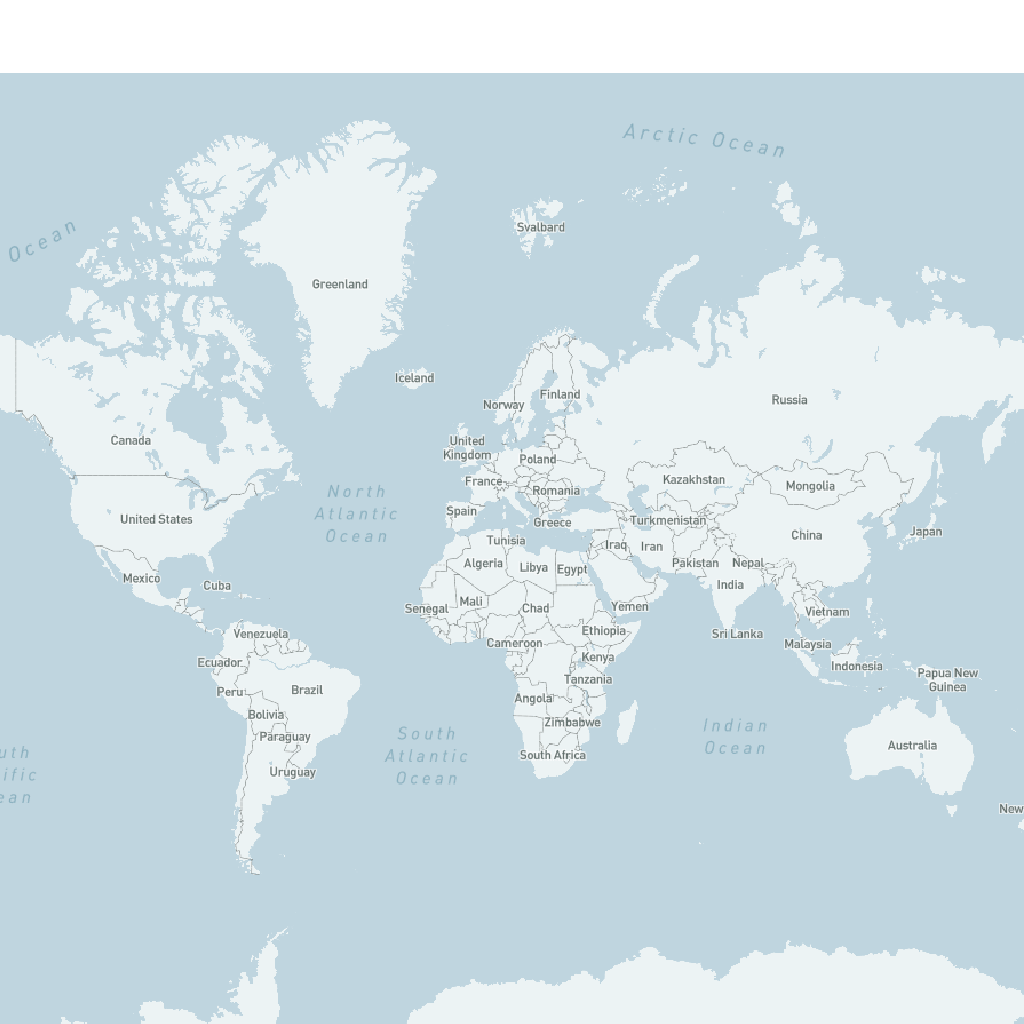 Arctic Ocean
Ocean
Svalbard
Greenland
Iceland
Norway
Finland
Russia
Canada
United
Kingdom
Poland
France
Romania
Kazakhstan
Mongolia
North
Atlantic
Ocean
United States
Spain
Greece
Turkmenistan
China
Japan
Tunisia
Iraq
Iran
Algeria
Libya
Egypt
Pakistan
Nepal
India
Mexico
Cuba
Senegal
Mali
Chad
Yemen
Vietnam
Venezuela
Cameroon
Ethiopia
Sri Lanka
Malaysia
Ecuador
Kenya
Indonesia
Papua New
Guinea
Peru
Brazil
Tanzania
Angola
Bolivia
Zimbabwe
Paraguay
South
Atlantic
Ocean
Indian
Ocean
South Africa
Australia
Uruguay
uth
ific
ean
New